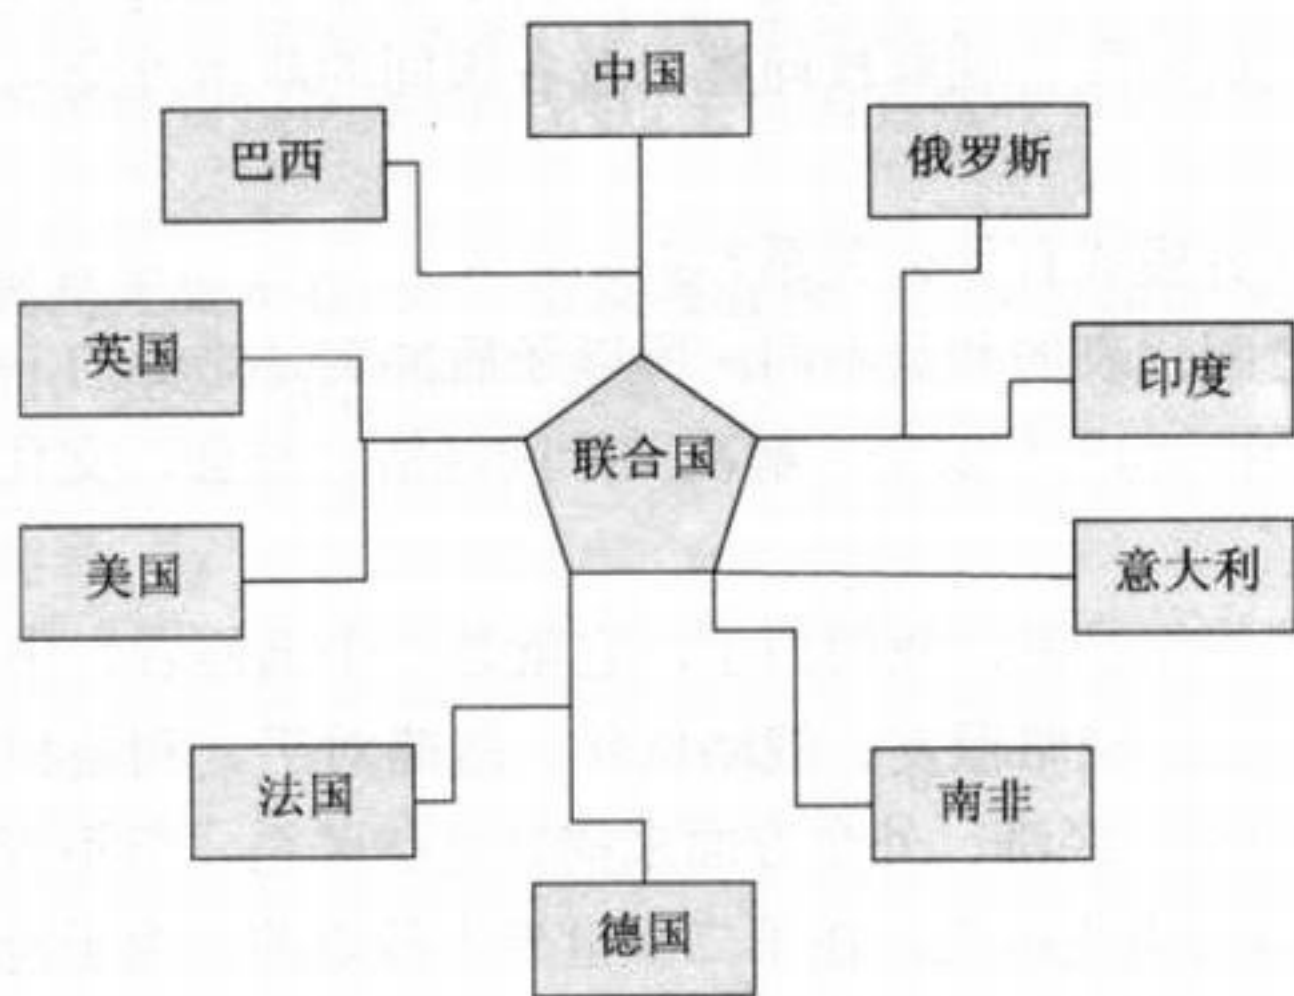 中国
巴西
俄罗斯
英国
印度
联合国
美国
意大利
法国
南非
德国